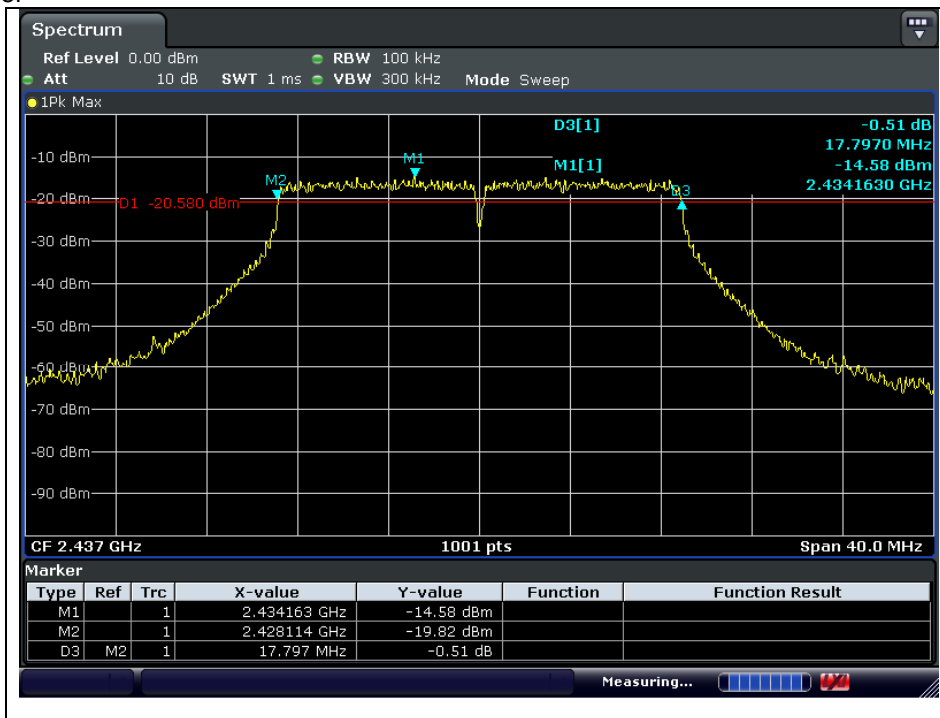 Spectrum
Ref Level 0.00 dBm RBW 100 kHz
Att 10 dB SWT 1 ms VBW 300 kHz Mode Sweep
1Pk Max
D3[1] -0.51 dB
17.7970 MHz
M1[1] -14.58 dBm
2.4341630 GHz
M1
M2
D3
-10 dBm
-20 dBm
D1 -20.580 dBm
-30 dBm
-40 dBm
-50 dBm
-60 dBm
-70 dBm
-80 dBm
-90 dBm
CF 2.437 GHz 1001 pts Span 40.0 MHz
Marker
Type Ref Trc X-value Y-value Function Function Result
M1 1 2.434163 GHz -14.58 dBm
M2 1 2.428114 GHz -19.82 dBm
D3 M2 1 17.797 MHz -0.51 dB
Measuring...